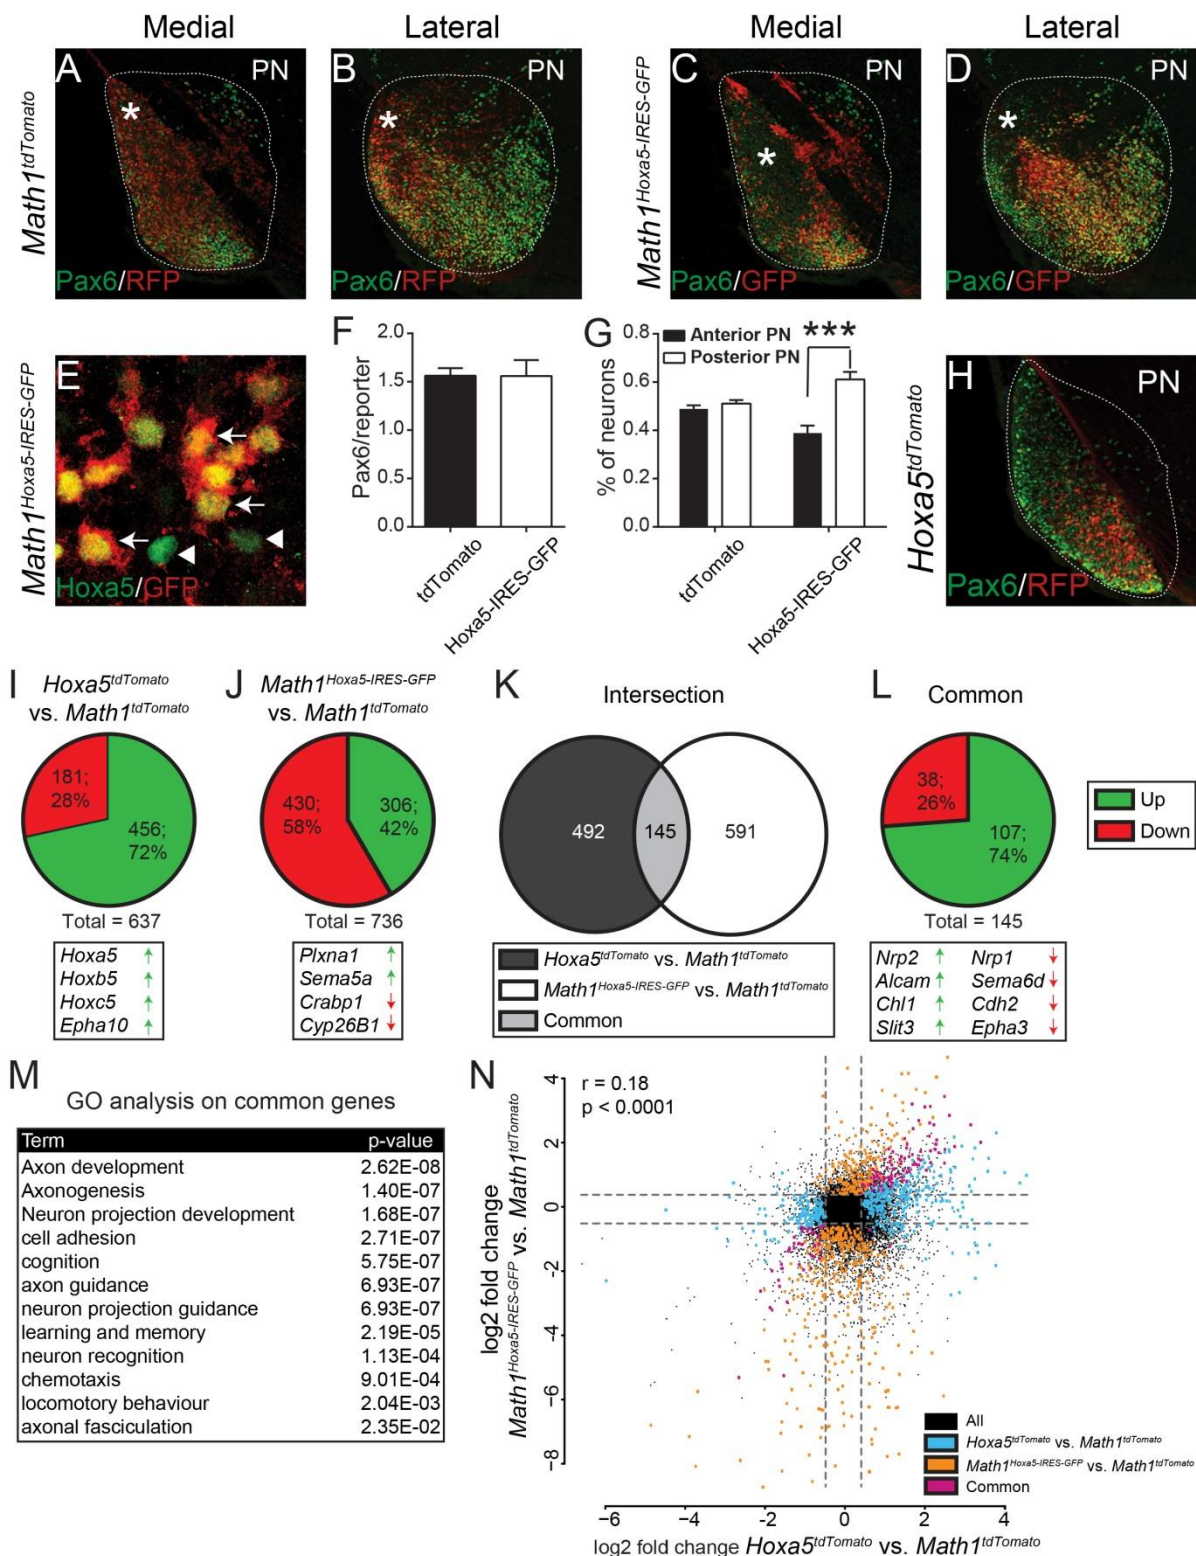 Medial
Lateral
Medial
Lateral
Math1tdTomato
A
PN
*
Pax6/RFP
B
PN
*
Pax6/RFP
Math1Hoxa5-IRES-GFP
C
PN
*
Pax6/GFP
D
PN
*
Pax6/GFP
Math1Hoxa5-IRES-GFP
E
Hoxa5/GFP
F
Pax6/reporter
2.0
1.5
1.0
0.5
0.0
tdTomato
Hoxa5-IRES-GFP
G
% of neurons
0.8
0.6
0.4
0.2
0.0
Anterior PN
Posterior PN
***
tdTomato
Hoxa5-IRES-GFP
Hoxa5tdTomato
H
PN
Pax6/RFP
I
Hoxa5tdTomato
vs. Math1tdTomato
181;
28%
456;
72%
Total = 637
Hoxa5 ↑
Hoxb5 ↑
Hoxc5 ↑
Epha10 ↑
J
Math1Hoxa5-IRES-GFP
vs. Math1tdTomato
430;
58%
306;
42%
Total = 736
Plxna1 ↑
Sema5a ↑
Crabp1 ↓
Cyp26B1 ↓
K
Intersection
492
145
591
Hoxa5tdTomato vs. Math1tdTomato
Math1Hoxa5-IRES-GFP vs. Math1tdTomato
Common
L
Common
38;
26%
107;
74%
Total = 145
Up
Down
Nrp2 ↑ Nrp1 ↓
Alcam ↑ Sema6d ↓
Chl1 ↑ Cdh2 ↓
Slit3 ↑ Epha3 ↓
M
GO analysis on common genes
Term p-value
Axon development 2.62E-08
Axonogenesis 1.40E-07
Neuron projection development 1.68E-07
cell adhesion 2.71E-07
cognition 5.75E-07
axon guidance 6.93E-07
neuron projection guidance 6.93E-07
learning and memory 2.19E-05
neuron recognition 1.13E-04
chemotaxis 9.01E-04
locomotory behaviour 2.04E-03
axonal fasciculation 2.35E-02
N
log2 fold change
Math1Hoxa5-IRES-GFP vs. Math1tdTomato
r = 0.18
p < 0.0001
4
2
0
−2
−4
−6
−8
All
Hoxa5tdTomato vs. Math1tdTomato
Math1Hoxa5-IRES-GFP vs. Math1tdTomato
Common
−6 −4 −2 0 2 4
log2 fold change Hoxa5tdTomato vs. Math1tdTomato